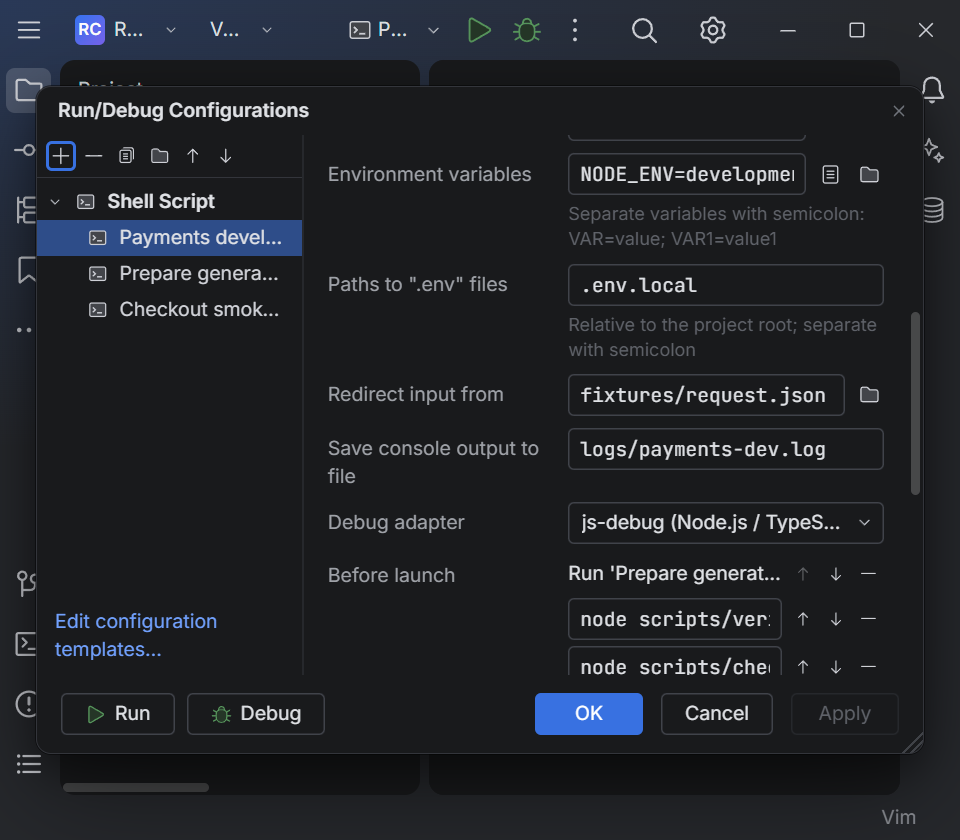 RC R... V... P...
Run/Debug Configurations
Shell Script
Payments devel...
Prepare genera...
Checkout smok...
Edit configuration
templates...
Environment variables
NODE_ENV=developmen
Separate variables with semicolon:
VAR=value; VAR1=value1
Paths to ".env" files
.env.local
Relative to the project root; separate
with semicolon
Redirect input from
fixtures/request.json
Save console output to
file
logs/payments-dev.log
Debug adapter
js-debug (Node.js / TypeS...
Before launch
Run 'Prepare generat...
node scripts/ver
node scripts/che
Run
Debug
OK
Cancel
Apply
Vim